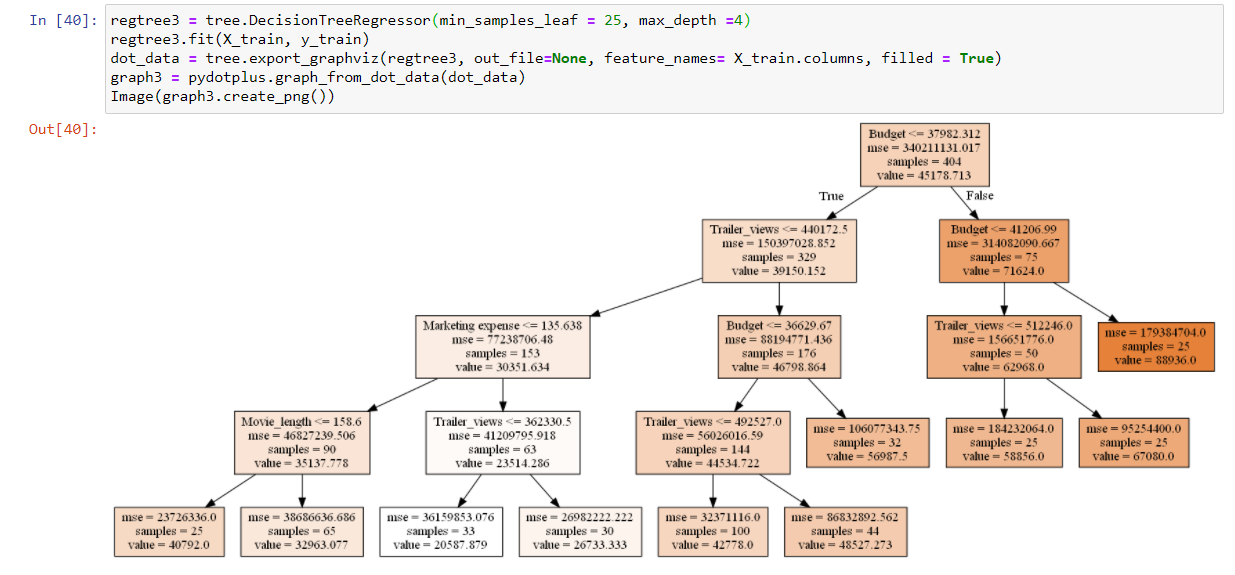 In [40]:
regtree3 = tree.DecisionTreeRegressor(min_samples_leaf = 25, max_depth =4)
regtree3.fit(X_train, y_train)
dot_data = tree.export_graphviz(regtree3, out_file=None, feature_names= X_train.columns, filled = True)
graph3 = pydotplus.graph_from_dot_data(dot_data)
Image(graph3.create_png())
Out[40]:
Budget <= 37982.312
mse = 340211131.017
samples = 404
value = 45178.713
True
False
Trailer_views <= 440172.5
mse = 150397028.852
samples = 329
value = 39150.152
Budget <= 41206.99
mse = 314082090.667
samples = 75
value = 71624.0
Marketing expense <= 135.638
mse = 77238706.48
samples = 153
value = 30351.634
Budget <= 36629.67
mse = 88194771.436
samples = 176
value = 46798.864
Trailer_views <= 512246.0
mse = 156651776.0
samples = 50
value = 62968.0
mse = 179384704.0
samples = 25
value = 88936.0
Movie_length <= 158.6
mse = 46827239.506
samples = 90
value = 35137.778
Trailer_views <= 362330.5
mse = 41209795.918
samples = 63
value = 23514.286
Trailer_views <= 492527.0
mse = 56026016.59
samples = 144
value = 44534.722
mse = 106077343.75
samples = 32
value = 56987.5
mse = 184232064.0
samples = 25
value = 58856.0
mse = 95254400.0
samples = 25
value = 67080.0
mse = 23726336.0
samples = 25
value = 40792.0
mse = 38686636.686
samples = 65
value = 32963.077
mse = 36159853.076
samples = 33
value = 20587.879
mse = 26982222.222
samples = 30
value = 26733.333
mse = 32371116.0
samples = 100
value = 42778.0
mse = 86832892.562
samples = 44
value = 48527.273